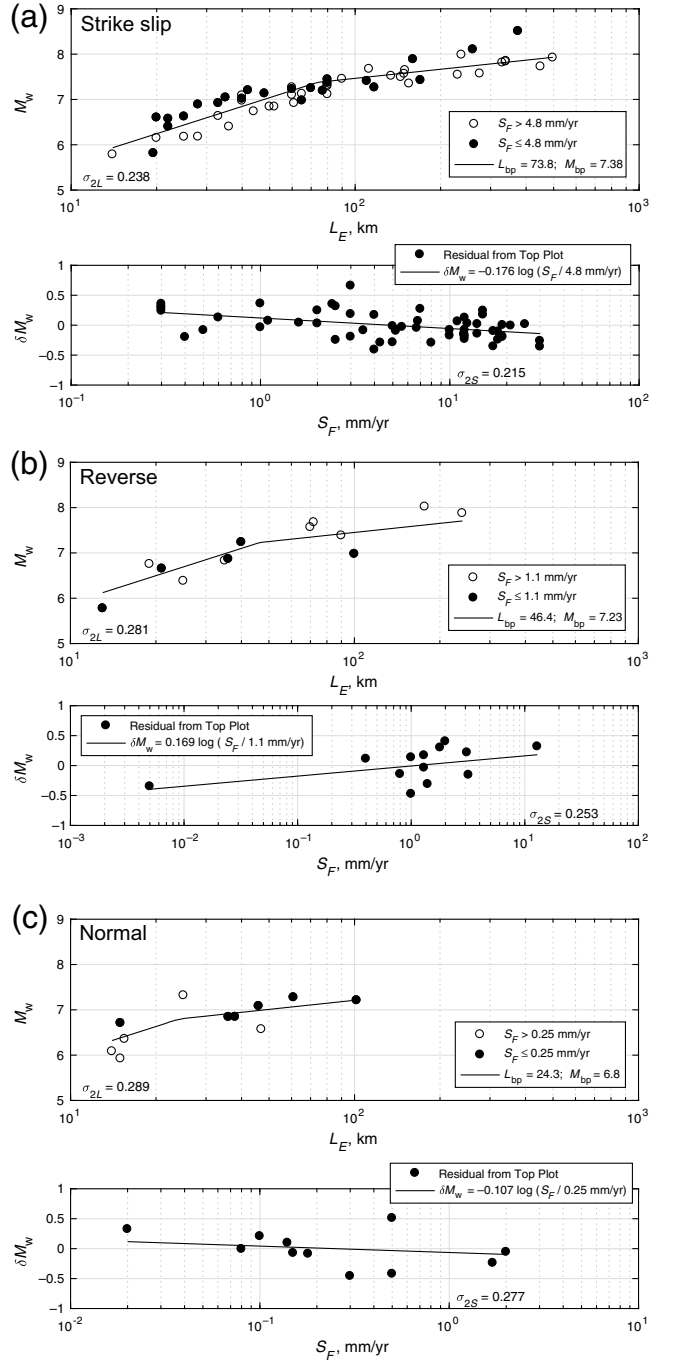 (a)
Strike slip
9
8
7
6
5
M_w
S_F > 4.8 mm/yr
S_F ≤ 4.8 mm/yr
L_bp = 73.8; M_bp = 7.38
σ_2L = 0.238
10^1 10^2 10^3
L_E, km
Residual from Top Plot
δM_w = −0.176 log (S_F / 4.8 mm/yr)
1
0.5
0
−0.5
−1
δM_w
σ_2S = 0.215
10^−1 10^0 10^1 10^2
S_F, mm/yr
(b)
Reverse
9
8
7
6
5
M_w
S_F > 1.1 mm/yr
S_F ≤ 1.1 mm/yr
L_bp = 46.4; M_bp = 7.23
σ_2L = 0.281
10^1 10^2 10^3
L_E, km
1
0.5
0
−0.5
−1
δM_w
Residual from Top Plot
δM_w = 0.169 log ( S_F / 1.1 mm/yr)
σ_2S = 0.253
10^−3 10^−2 10^−1 10^0 10^1 10^2
S_F, mm/yr
(c)
Normal
9
8
7
6
5
M_w
S_F > 0.25 mm/yr
S_F ≤ 0.25 mm/yr
L_bp = 24.3; M_bp = 6.8
σ_2L = 0.289
10^1 10^2 10^3
L_E, km
Residual from Top Plot
δM_w = −0.107 log (S_F / 0.25 mm/yr)
1
0.5
0
−0.5
−1
δM_w
σ_2S = 0.277
10^−2 10^−1 10^0 10^1
S_F, mm/yr